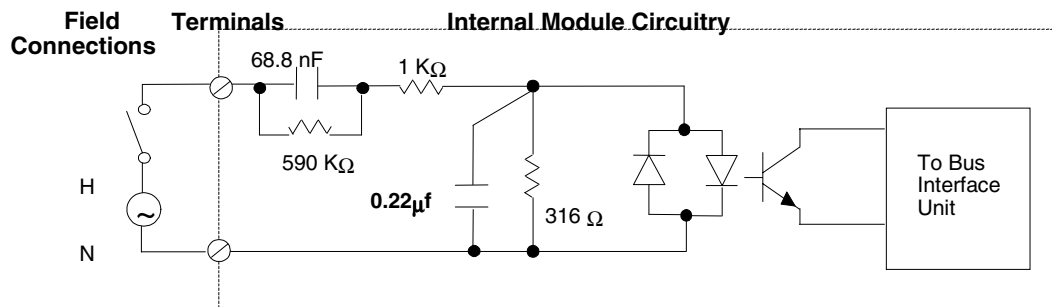 Field Connections
Terminals
Internal Module Circuitry
68.8 nF
1 KΩ
590 KΩ
0.22µf
316 Ω
H
~
N
To Bus
Interface
Unit